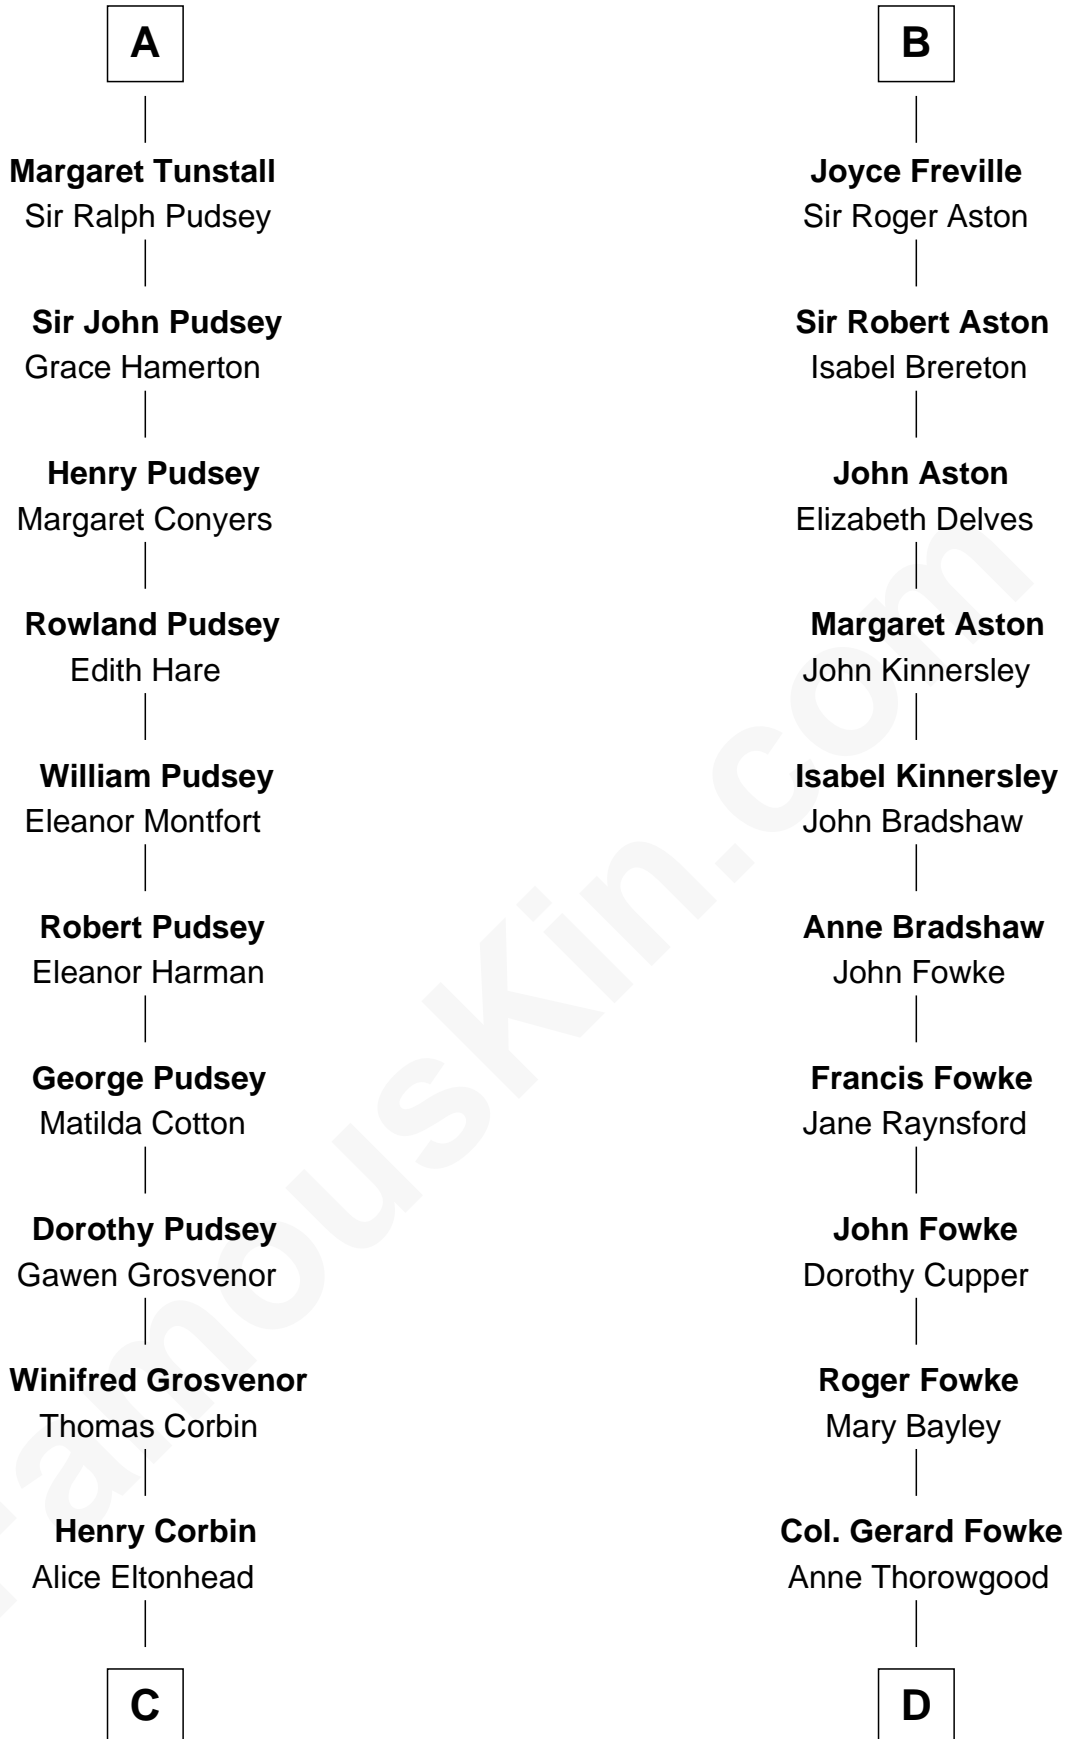 A
Margaret Tunstall
Sir Ralph Pudsey
Sir John Pudsey
Grace Hamerton
Henry Pudsey
Margaret Conyers
Rowland Pudsey
Edith Hare
William Pudsey
Eleanor Montfort
Robert Pudsey
Eleanor Harman
George Pudsey
Matilda Cotton
Dorothy Pudsey
Gawen Grosvenor
Winifred Grosvenor
Thomas Corbin
Henry Corbin
Alice Eltonhead
C
B
Joyce Freville
Sir Roger Aston
Sir Robert Aston
Isabel Brereton
John Aston
Elizabeth Delves
Margaret Aston
John Kinnersley
Isabel Kinnersley
John Bradshaw
Anne Bradshaw
John Fowke
Francis Fowke
Jane Raynsford
John Fowke
Dorothy Cupper
Roger Fowke
Mary Bayley
Col. Gerard Fowke
Anne Thorowgood
D
FamousKin.com